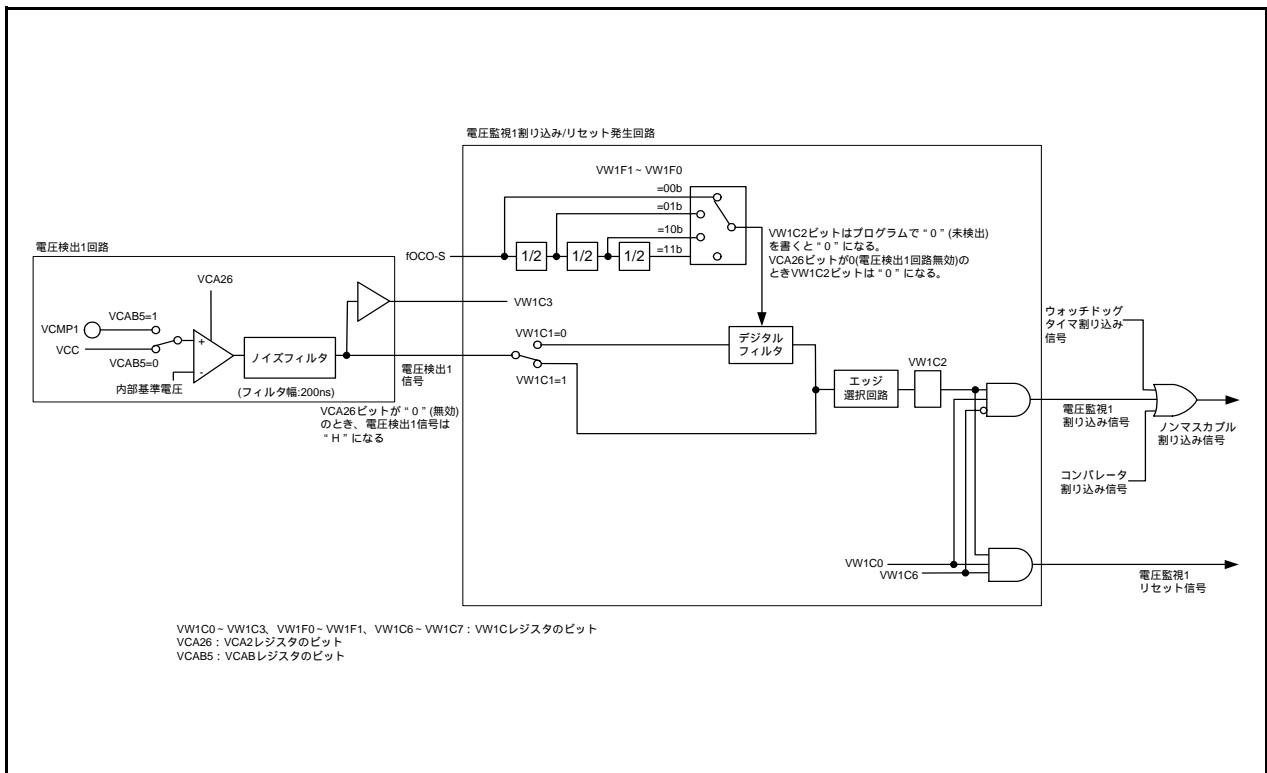 電圧監視1割り込み/リセット発生回路
VW1F1~VW1F0
=00b
=01b
=10b
=11b
fOCO-S
1/2
1/2
1/2
VW1C2ビットはプログラムで“0”(未検出)
を書くと“0”になる。
VCA26ビットが0(電圧検出1回路無効)の
ときVW1C2ビットは“0”になる。
電圧検出1回路
VCA26
VCAB5=1
VCMP1
VCC
VCAB5=0
+
-
内部基準電圧
ノイズフィルタ
(フィルタ幅:200ns)
VW1C3
電圧検出1
信号
VCA26ビットが“0”(無効)
のとき、電圧検出1信号は
“H”になる
VW1C1=0
VW1C1=1
デジタル
フィルタ
エッジ
選択回路
VW1C2
ウォッチドッグ
タイマ割り込み
信号
電圧監視1
割り込み信号
ノンマスカブル
割り込み信号
コンパレータ
割り込み信号
VW1C0
VW1C6
電圧監視1
リセット信号
VW1C0~VW1C3、VW1F0~VW1F1、VW1C6~VW1C7:VW1Cレジスタのビット
VCA26:VCA2レジスタのビット
VCAB5:VCABレジスタのビット